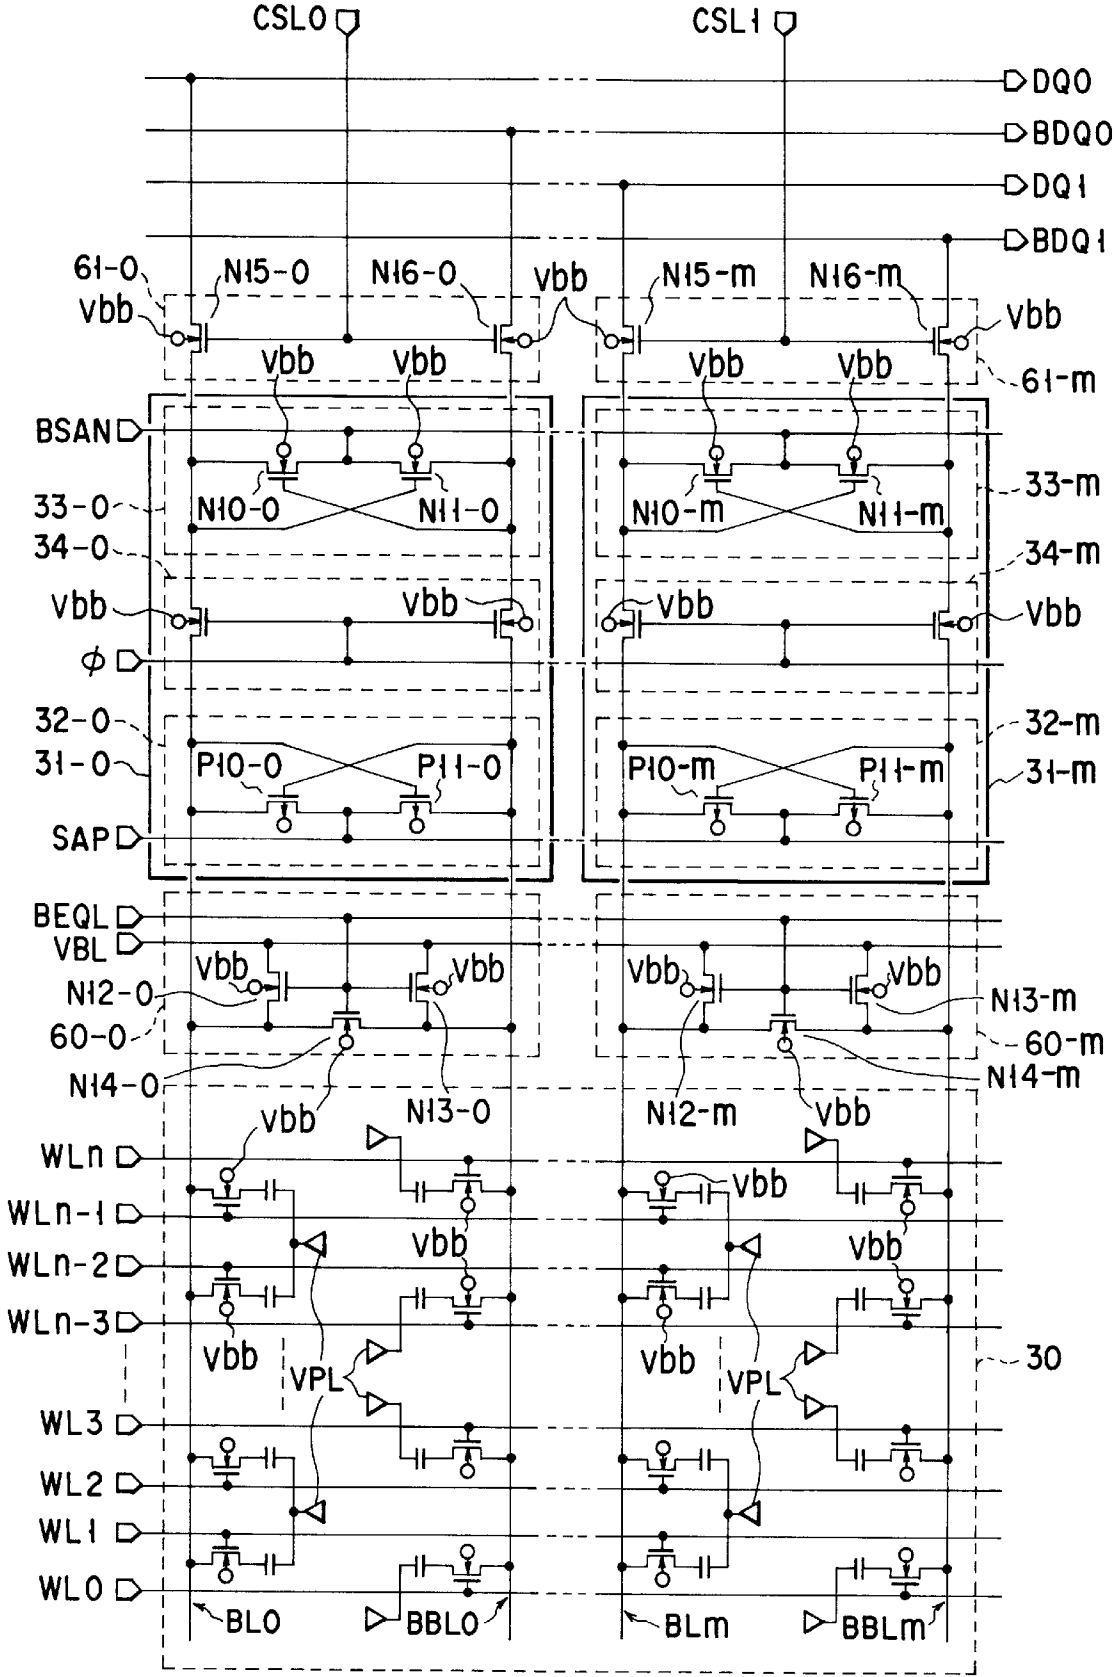 CSL0 CSL1
DQ0
BDQ0
DQ1
BDQ1
61-0 N15-0 N16-0 Vbb N15-m N16-m
Vbb Vbb
Vbb Vbb Vbb Vbb 61-m
BSAN
33-0 N10-0 N11-0 N10-m N11-m 33-m
34-0 34-m
Vbb Vbb Vbb Vbb
φ
32-0 32-m
31-0 P10-0 P11-0 P10-m P11-m 31-m
SAP
BEQL
VBL
Vbb Vbb Vbb Vbb
N12-0 N13-m
60-0 60-m
N14-0 N14-m
Vbb N13-0 N12-m Vbb
WLn
Vbb
WLn-1
Vbb Vbb
WLn-2
WLn-3
Vbb Vbb
VPL VPL 30
WL3
WL2
WL1
WL0
BL0 BBL0 BLm BBLm